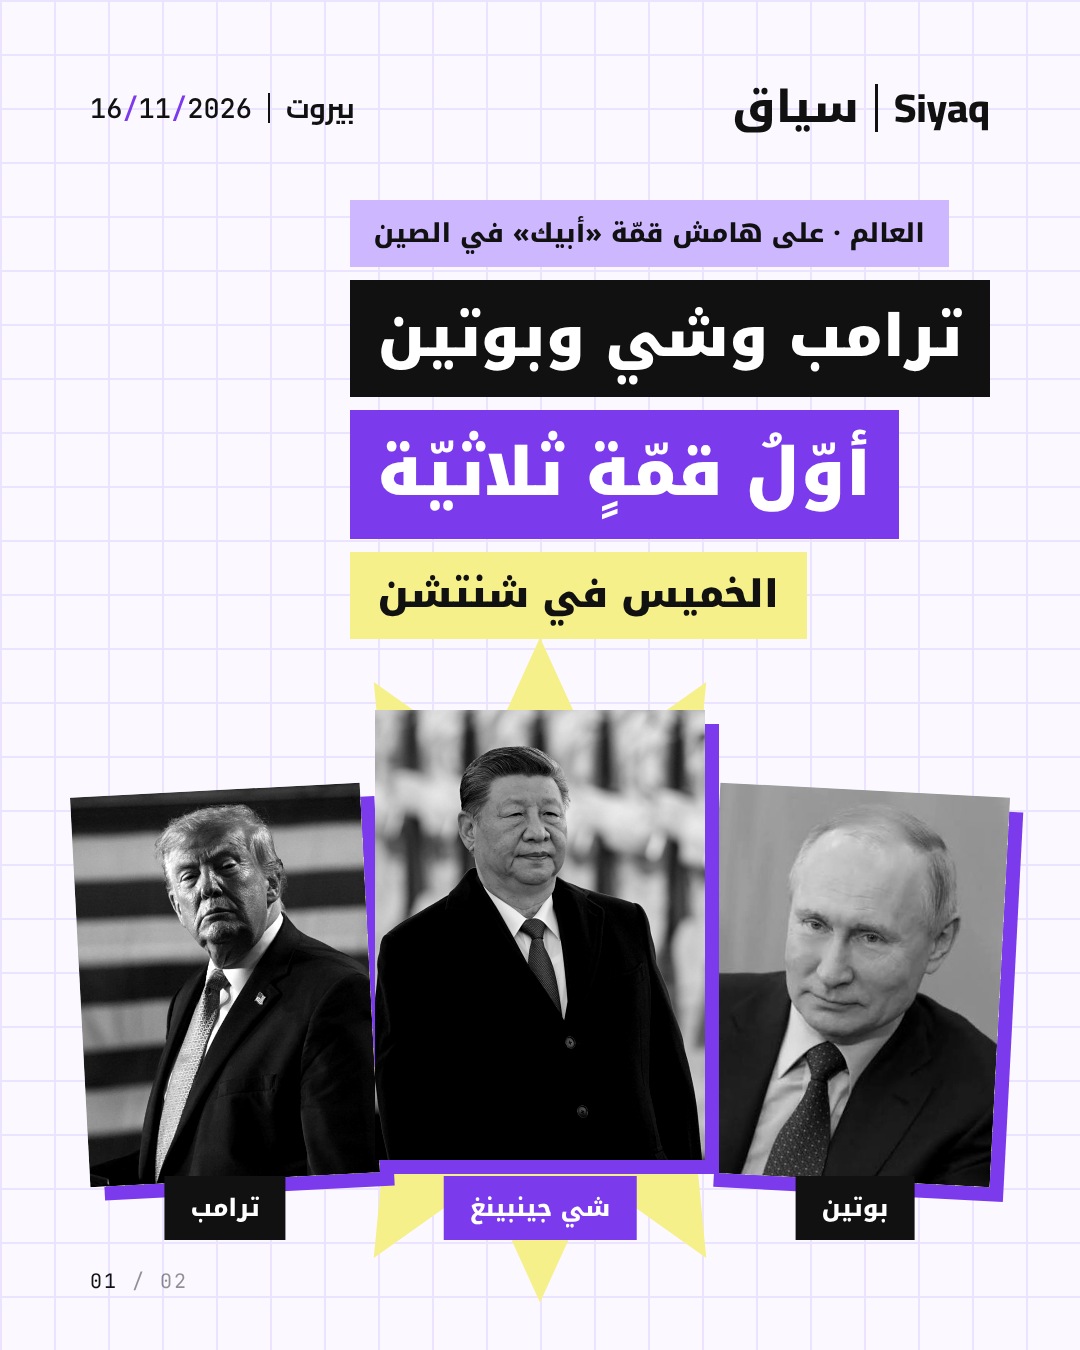 سياق | Siyaq
بيروت | 16/11/2026
العالم · على هامش قمّة «أبيك» في الصين
ترامب وشي وبوتين
أوّلُ قمّةٍ ثلاثيّة
الخميس في شنتشن
ترامب
شي جينبينغ
بوتين
01 / 02